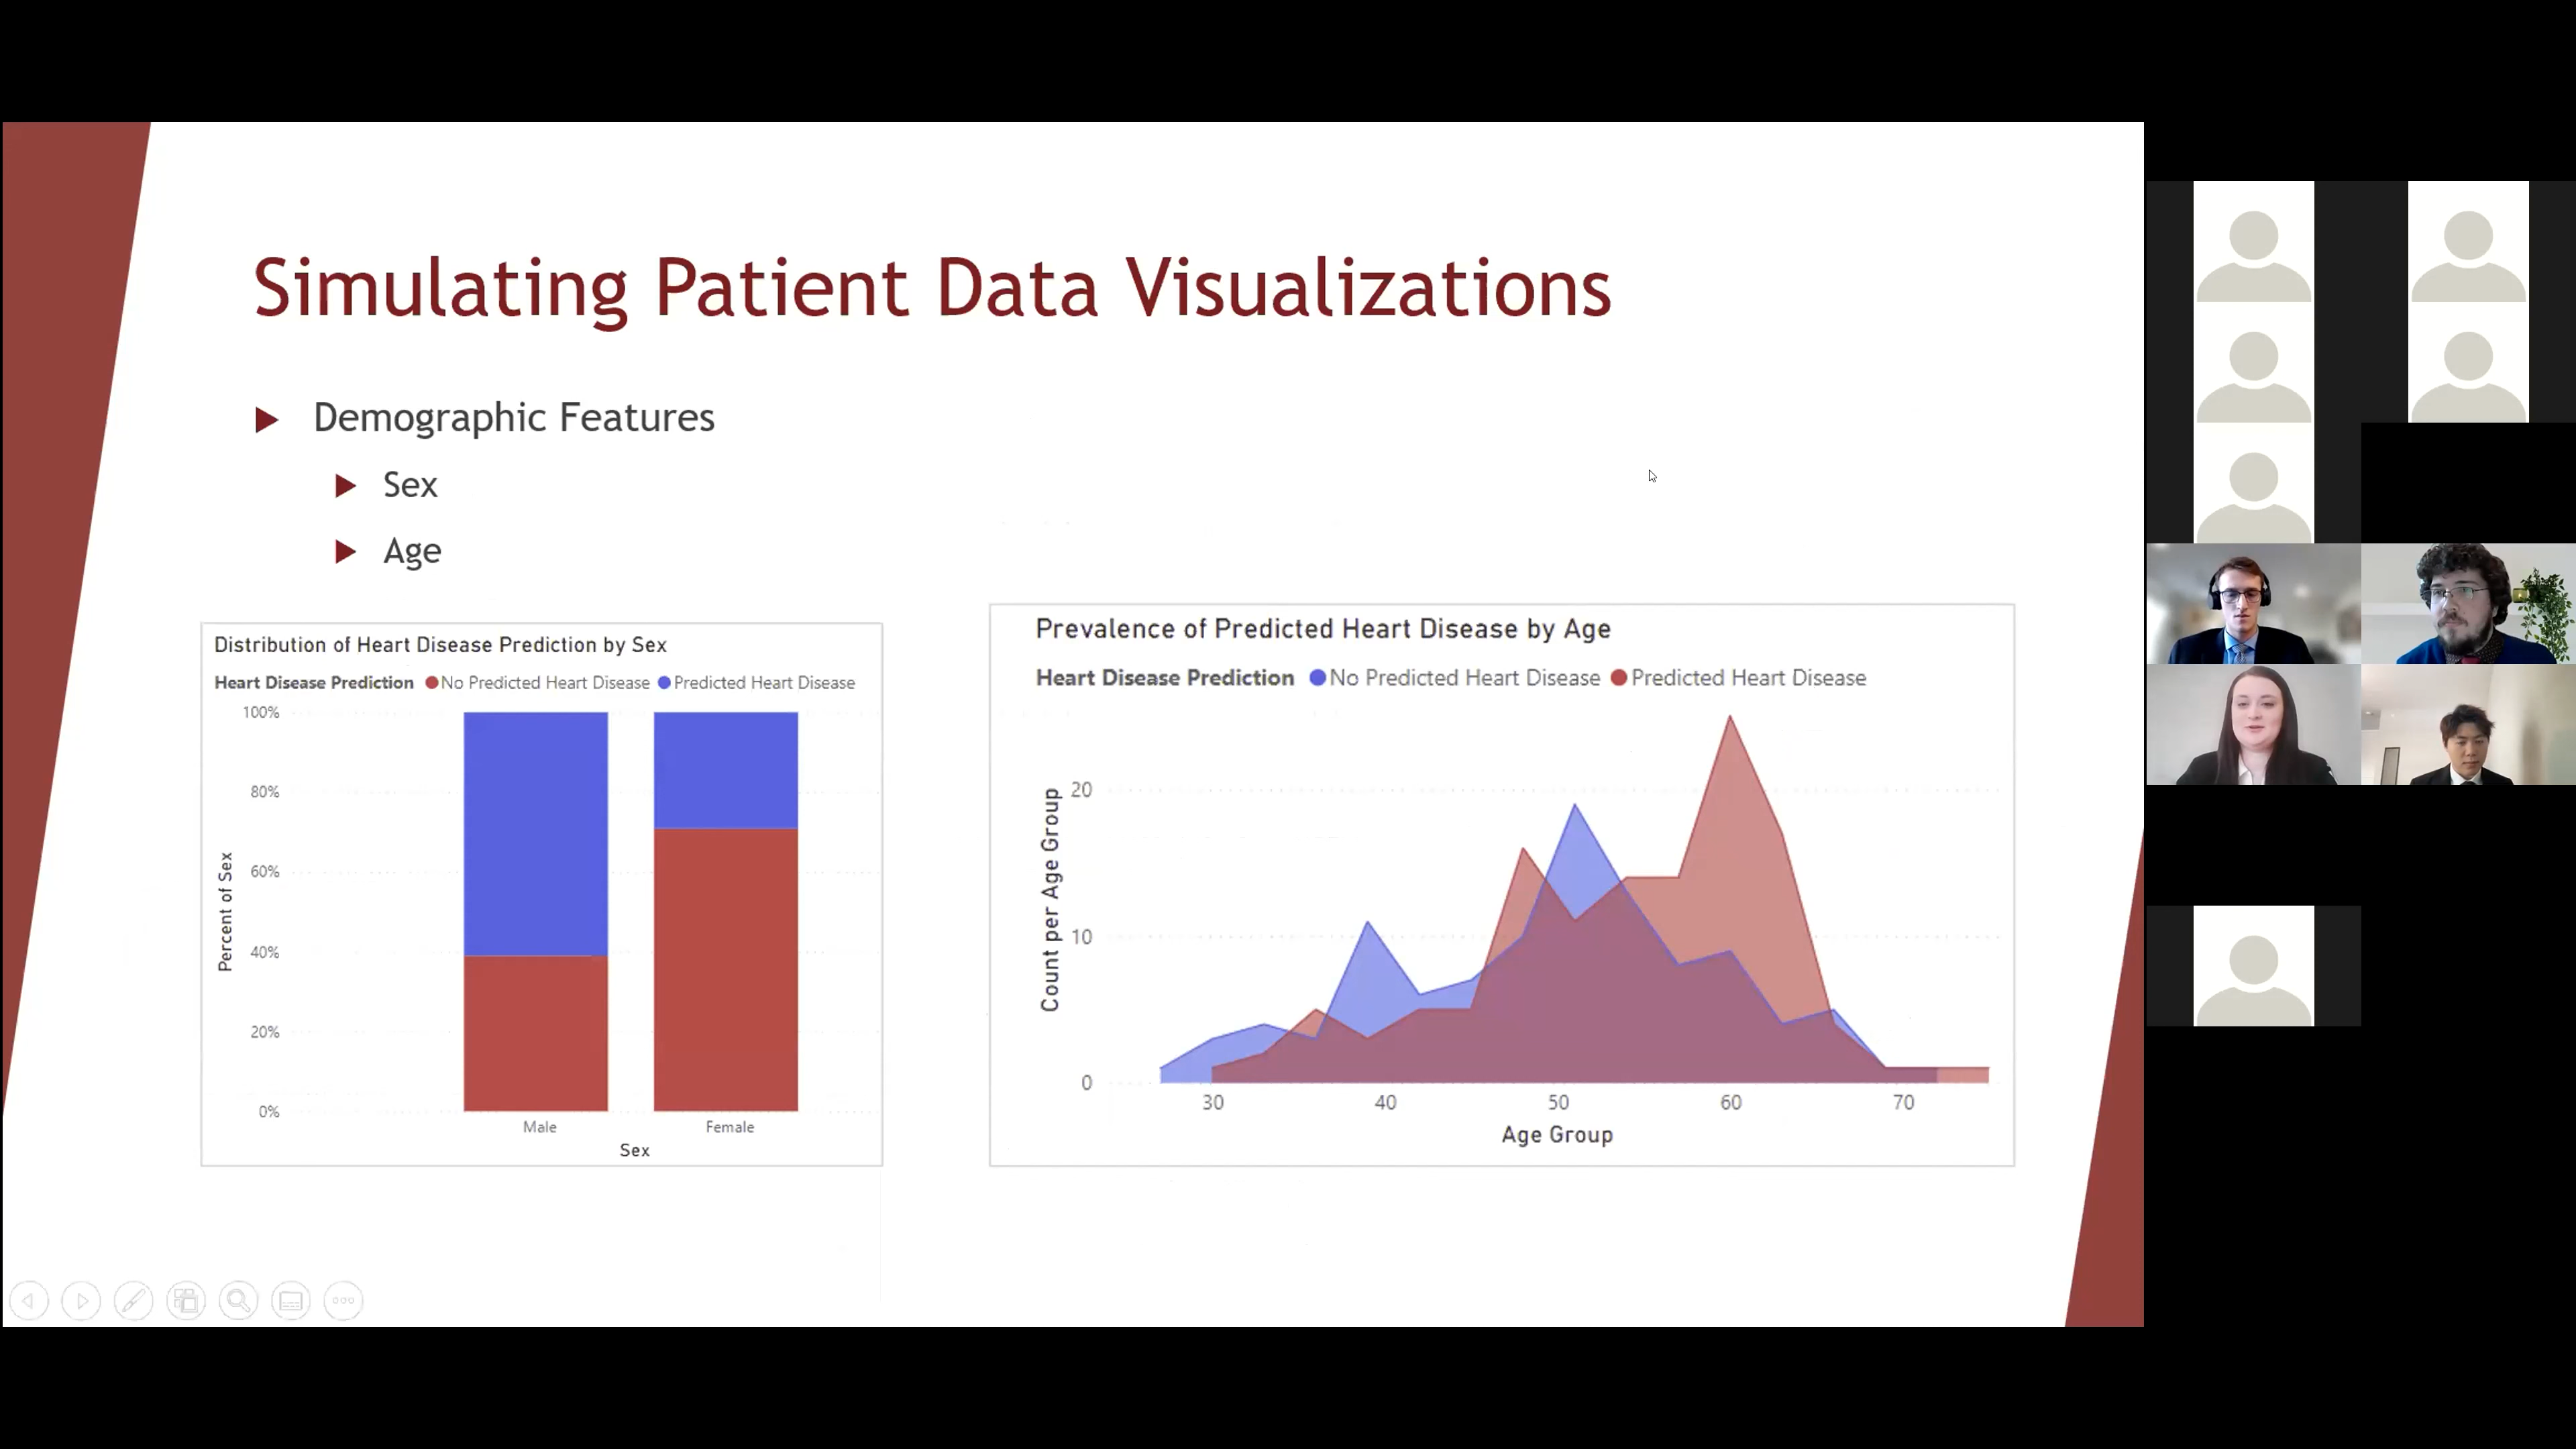 Simulating Patient Data Visualizations
Demographic Features
Sex
Age
Distribution of Heart Disease Prediction by Sex
Heart Disease Prediction No Predicted Heart Disease Predicted Heart Disease
100%
80%
60%
40%
20%
0%
Percent of Sex
Male Female
Sex
Prevalence of Predicted Heart Disease by Age
Heart Disease Prediction No Predicted Heart Disease Predicted Heart Disease
20
10
0
Count per Age Group
30 40 50 60 70
Age Group